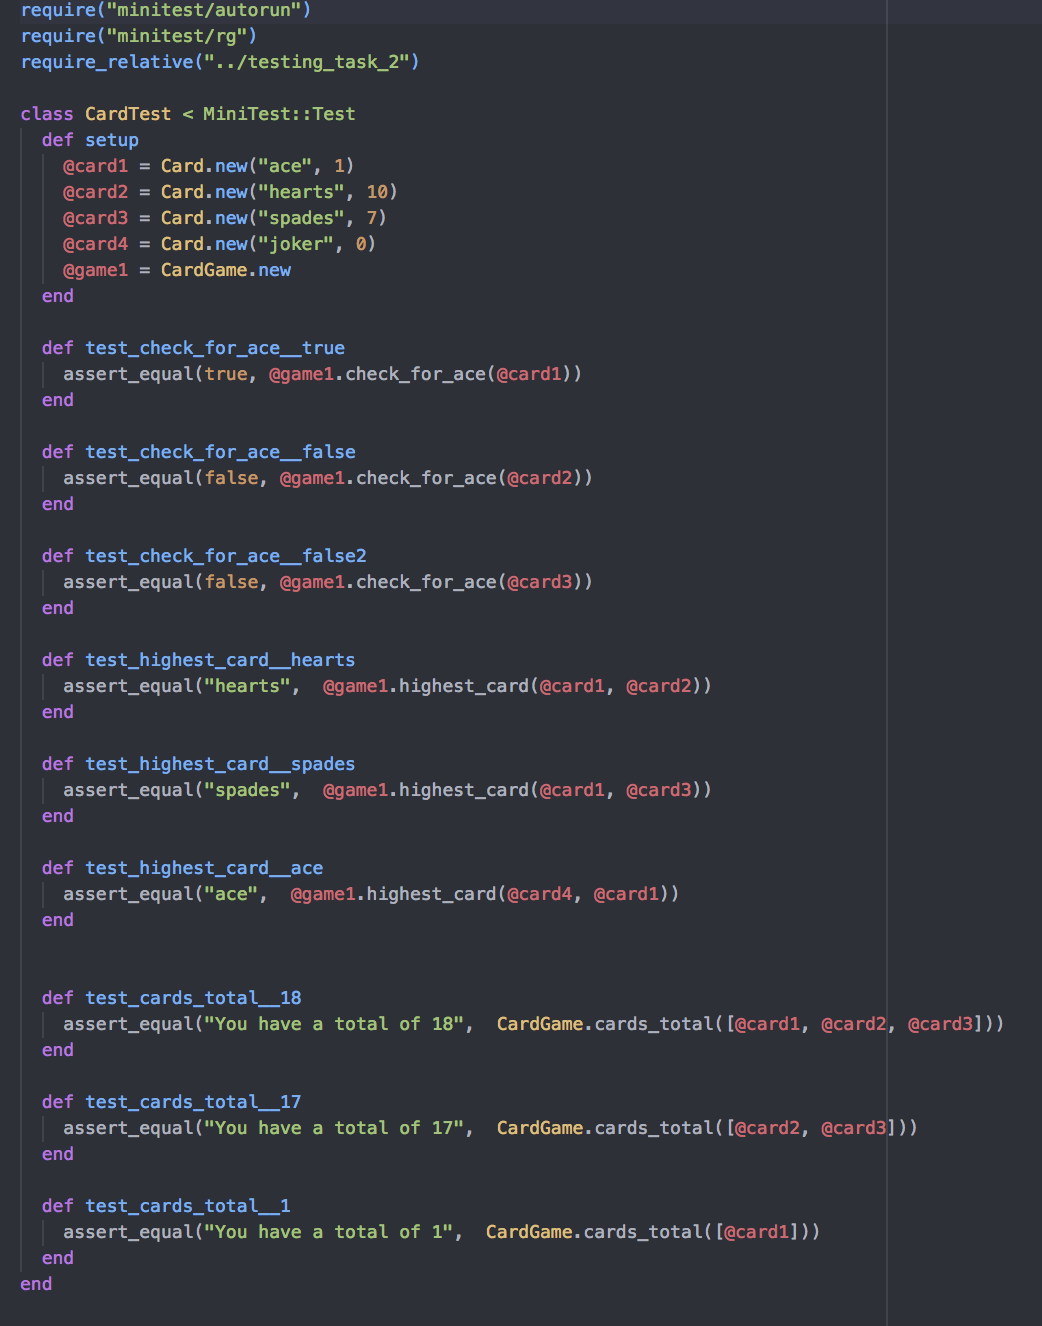 require("minitest/autorun")
require("minitest/rg")
require_relative("../testing_task_2")

class CardTest < MiniTest::Test
  def setup
    @card1 = Card.new("ace", 1)
    @card2 = Card.new("hearts", 10)
    @card3 = Card.new("spades", 7)
    @card4 = Card.new("joker", 0)
    @game1 = CardGame.new
  end

  def test_check_for_ace__true
    assert_equal(true, @game1.check_for_ace(@card1))
  end

  def test_check_for_ace__false
    assert_equal(false, @game1.check_for_ace(@card2))
  end

  def test_check_for_ace__false2
    assert_equal(false, @game1.check_for_ace(@card3))
  end

  def test_highest_card__hearts
    assert_equal("hearts",  @game1.highest_card(@card1, @card2))
  end

  def test_highest_card__spades
    assert_equal("spades",  @game1.highest_card(@card1, @card3))
  end

  def test_highest_card__ace
    assert_equal("ace",  @game1.highest_card(@card4, @card1))
  end


  def test_cards_total__18
    assert_equal("You have a total of 18",  CardGame.cards_total([@card1, @card2, @card3]))
  end

  def test_cards_total__17
    assert_equal("You have a total of 17",  CardGame.cards_total([@card2, @card3]))
  end

  def test_cards_total__1
    assert_equal("You have a total of 1",  CardGame.cards_total([@card1]))
  end
end